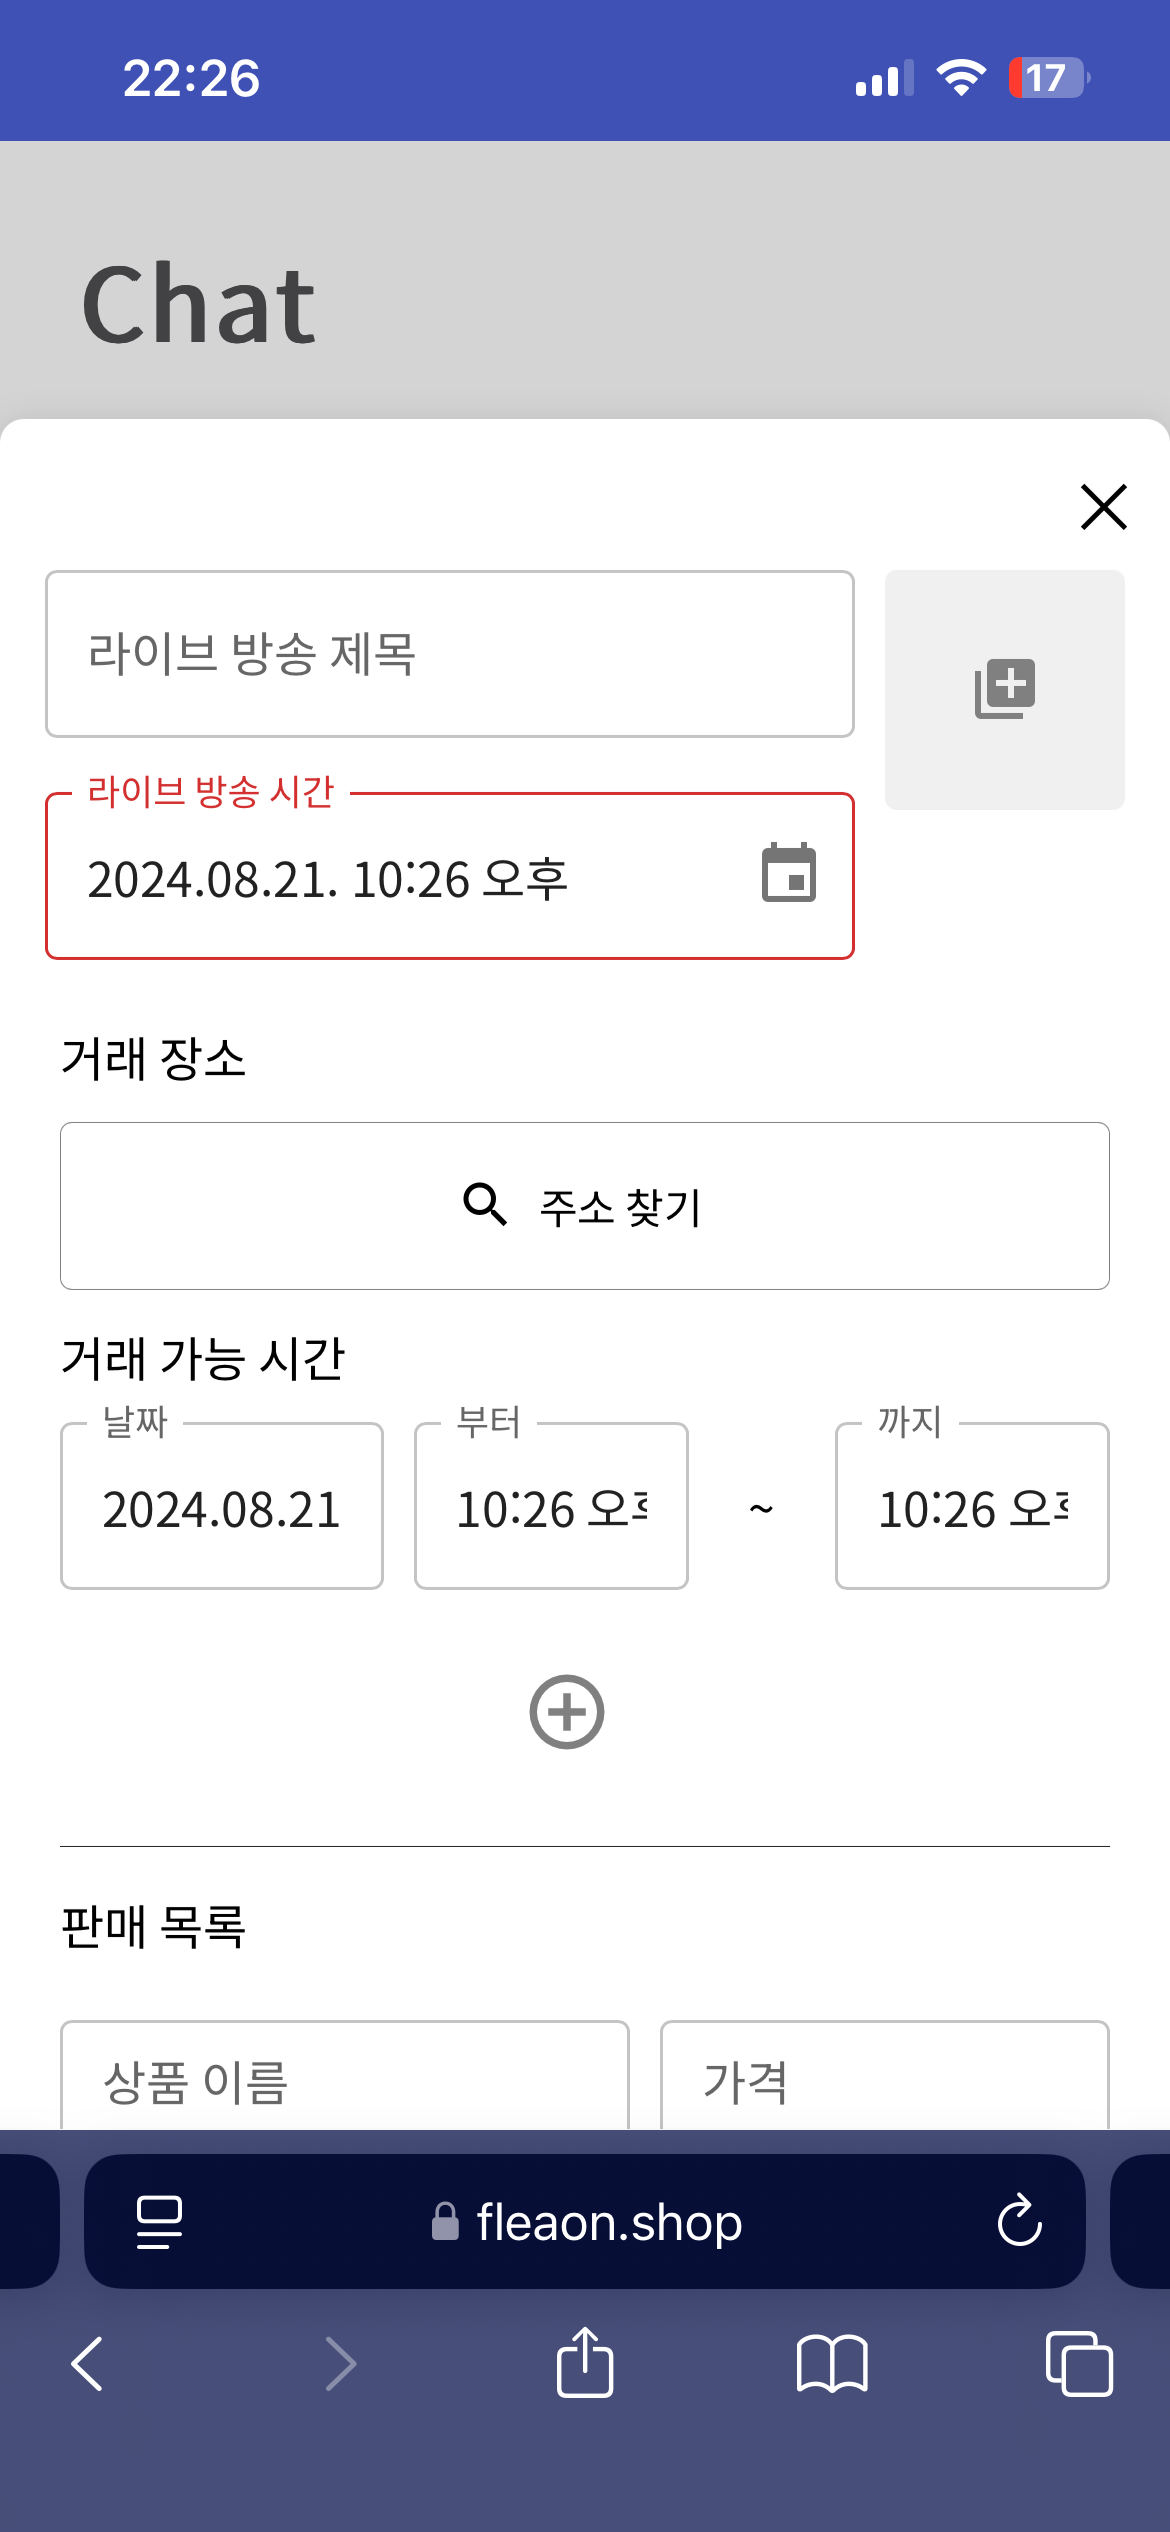 22:26
17
Chat
라이브 방송 제목
라이브 방송 시간
2024.08.21. 10:26 오후
거래 장소
주소 찾기
거래 가능 시간
날짜 부터 까지
2024.08.21 10:26 오 ~ 10:26 오
판매 목록
상품 이름 가격
fleaon.shop